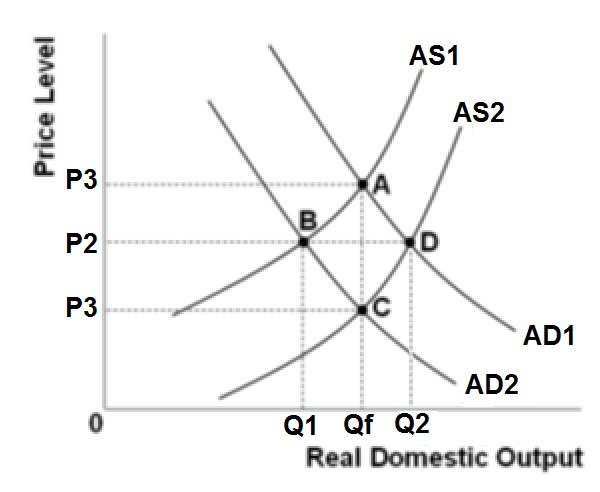 Price Level
AS1
AS2
P3
A
B
P2
D
P3
C
AD1
AD2
0
Q1
Qf
Q2
Real Domestic Output